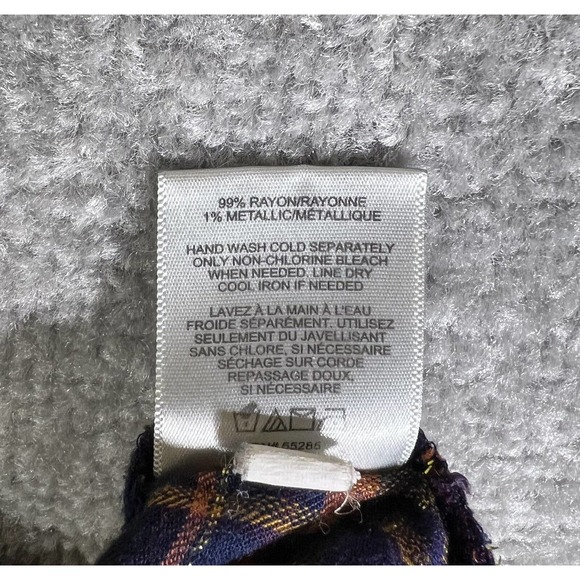 99% RAYON/RAYONNE
1% METALLIC/MÉTALLIQUE
HAND WASH COLD SEPARATELY
ONLY NON-CHLORINE BLEACH
WHEN NEEDED. LINE DRY
COOL IRON IF NEEDED
LAVEZ À LA MAIN À L'EAU
FROIDE SÉPARÉMENT. UTILISEZ
SEULEMENT DU JAVELLISANT
SANS CHLORE, SI NÉCESSAIRE
SÉCHAGE SUR CORDE
REPASSAGE DOUX,
SI NÉCESSAIRE
55285